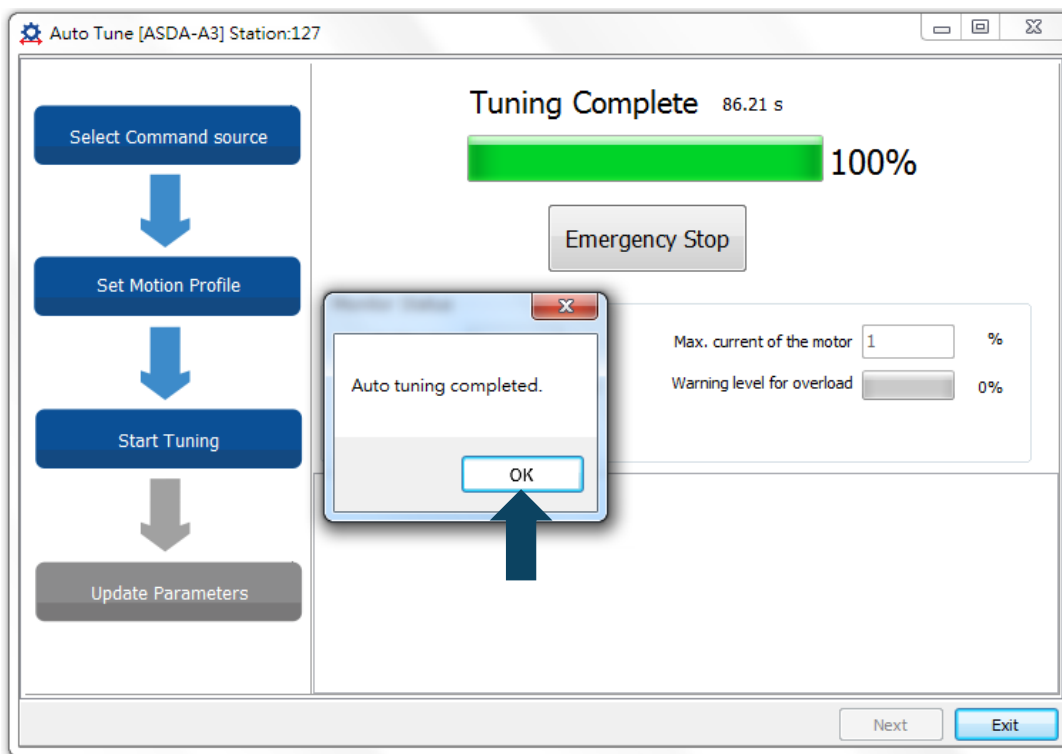 Auto Tune [ASDA-A3] Station:127
Select Command source
Set Motion Profile
Start Tuning
Update Parameters
Tuning Complete 86.21 s
100%
Emergency Stop
Monitor Status
Max. current of the motor 1 %
Warning level for overload 0%
Auto tuning completed.
OK
Next
Exit